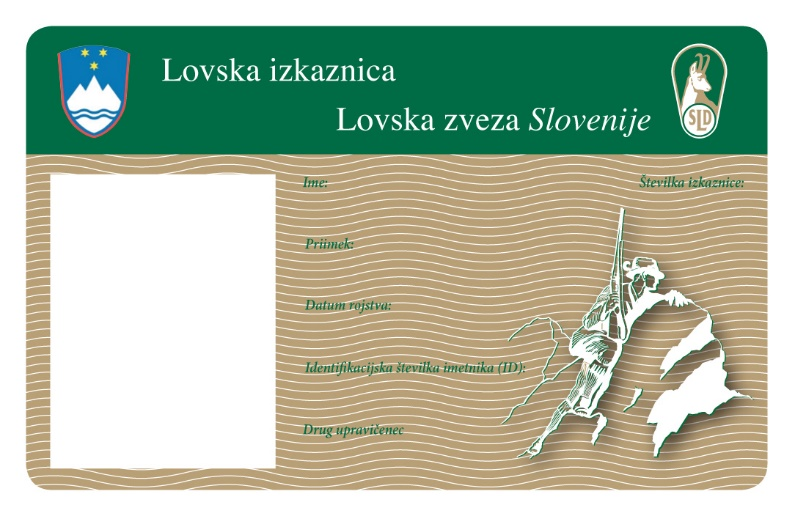 Lovska izkaznica
Lovska zveza Slovenije
SLD
Ime:
Številka izkaznice:
Priimek:
Datum rojstva:
Identifikacijska številka imetnika (ID):
Drug upravičenec